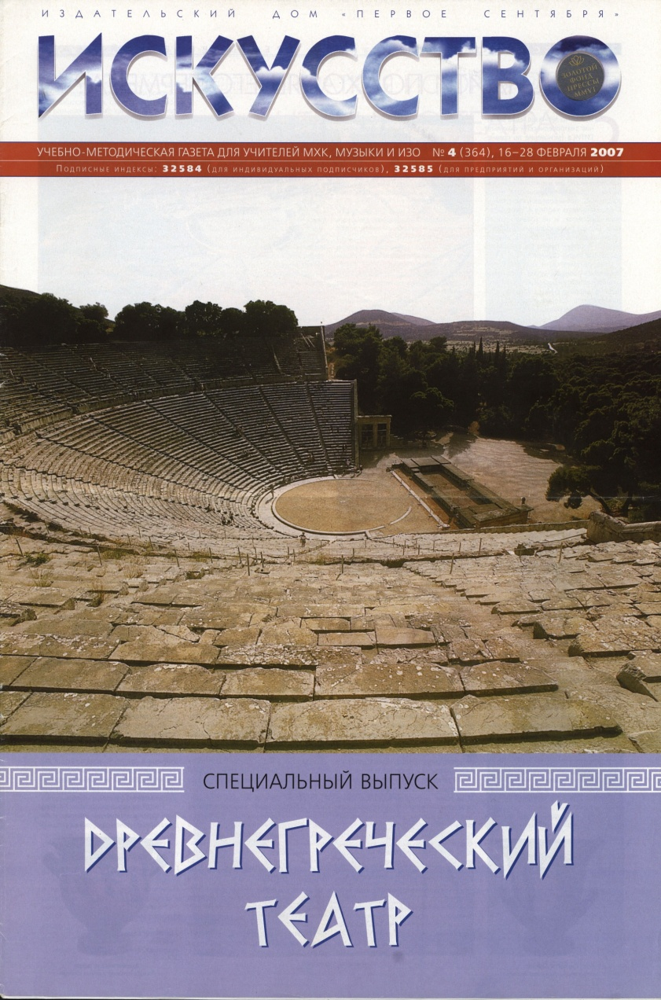 ИЗДАТЕЛЬСКИЙ ДОМ «ПЕРВОЕ СЕНТЯБРЯ»
ИСКУССТВО
ЗОЛОТОЙ
ФОНД
ПРЕССЫ
ММVI
УЧЕБНО-МЕТОДИЧЕСКАЯ ГАЗЕТА ДЛЯ УЧИТЕЛЕЙ МХК, МУЗЫКИ И ИЗО № 4 (364), 16–28 ФЕВРАЛЯ 2007
ПОДПИСНЫЕ ИНДЕКСЫ: 32584 (ДЛЯ ИНДИВИДУАЛЬНЫХ ПОДПИСЧИКОВ), 32585 (ДЛЯ ПРЕДПРИЯТИЙ И ОРГАНИЗАЦИЙ)
СПЕЦИАЛЬНЫЙ ВЫПУСК
ДРЕВНЕГРЕЧЕСКИЙ
ТЕАТР